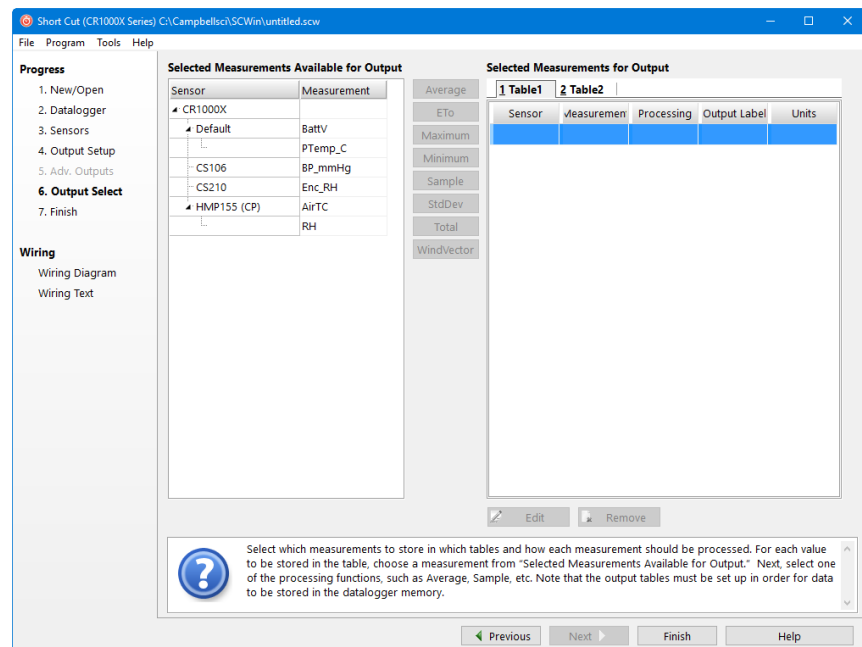 Short Cut (CR1000X Series) C:\Campbellsci\SCWin\untitled.scw
File Program Tools Help
Progress
1. New/Open
2. Datalogger
3. Sensors
4. Output Setup
5. Adv. Outputs
6. Output Select
7. Finish
Wiring
Wiring Diagram
Wiring Text
Selected Measurements Available for Output
Sensor Measurement
CR1000X
Default BattV
PTemp_C
CS106 BP_mmHg
CS210 Enc_RH
HMP155 (CP) AirTC
RH
Average
ETo
Maximum
Minimum
Sample
StdDev
Total
WindVector
Selected Measurements for Output
1 Table1 2 Table2
Sensor Measuremen Processing Output Label Units
Edit Remove
Select which measurements to store in which tables and how each measurement should be processed. For each value
to be stored in the table, choose a measurement from "Selected Measurements Available for Output." Next, select one
of the processing functions, such as Average, Sample, etc. Note that the output tables must be set up in order for data
to be stored in the datalogger memory.
Previous Next Finish Help